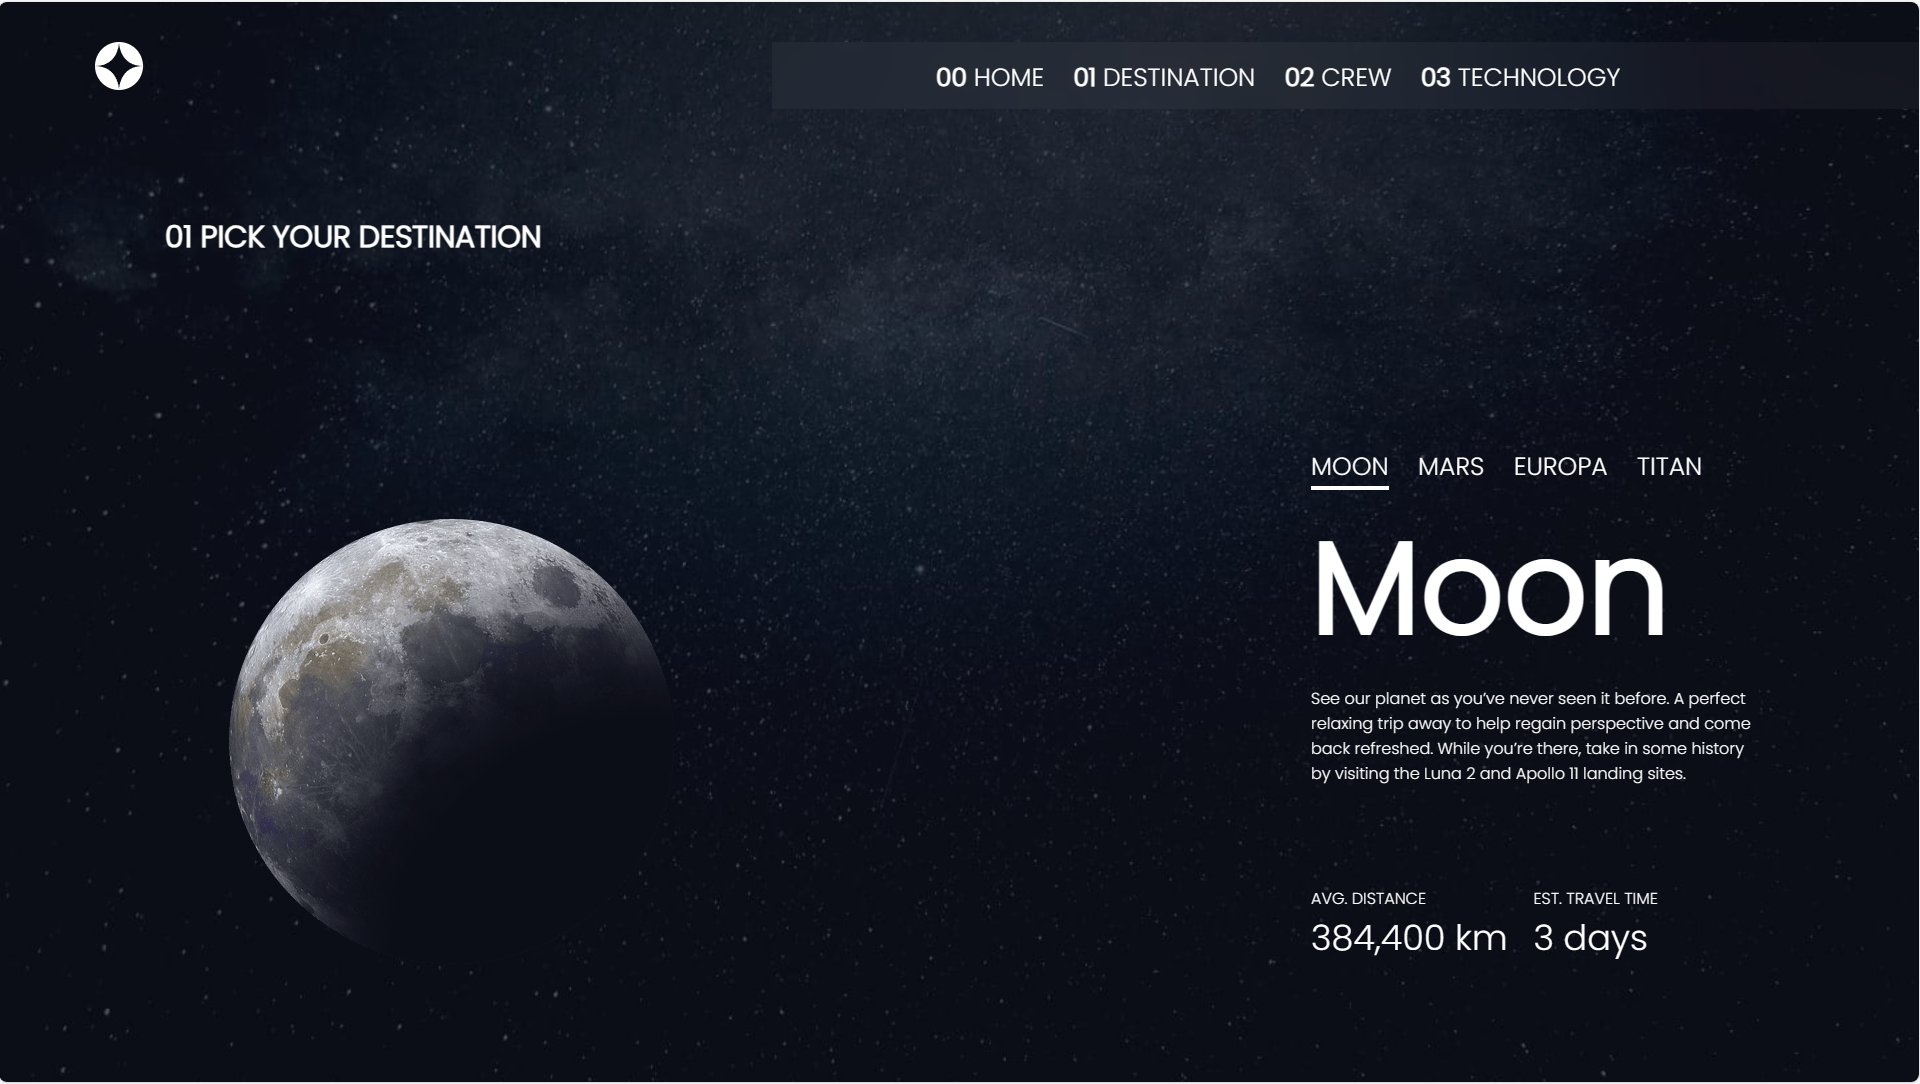 00 HOME 01 DESTINATION 02 CREW 03 TECHNOLOGY
01 PICK YOUR DESTINATION
MOON MARS EUROPA TITAN
Moon
See our planet as you’ve never seen it before. A perfect
relaxing trip away to help regain perspective and come
back refreshed. While you’re there, take in some history
by visiting the Luna 2 and Apollo 11 landing sites.
AVG. DISTANCE
384,400 km
EST. TRAVEL TIME
3 days